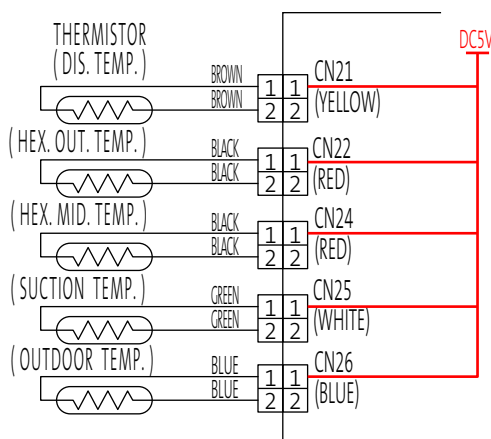 THERMISTOR
( DIS. TEMP. )
DC5V
BROWN
1 1 CN21
BROWN
2 2 (YELLOW)
( HEX. OUT. TEMP. )
BLACK
1 1 CN22
BLACK
2 2 (RED)
( HEX. MID. TEMP. )
BLACK
1 1 CN24
BLACK
2 2 (RED)
( SUCTION TEMP. )
GREEN
1 1 CN25
GREEN
2 2 (WHITE)
( OUTDOOR TEMP. )
BLUE
1 1 CN26
BLUE
2 2 (BLUE)